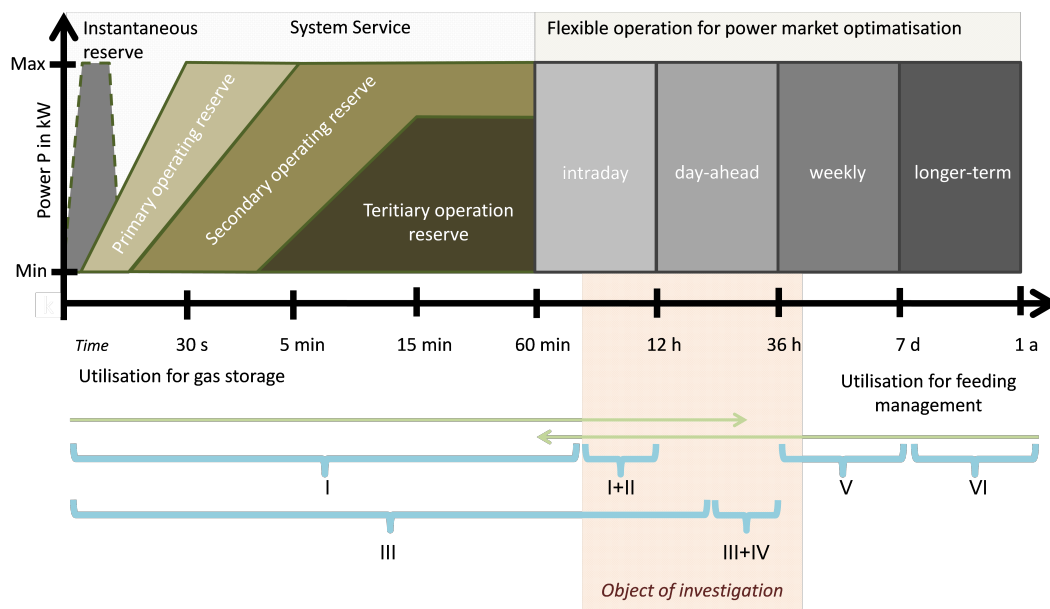 Instantaneous
reserve
System Service
Flexible operation for power market optimatisation
Max
Min
Power P in kW
Primary operating reserve
Secondary operating reserve
Teritiary operation
reserve
intraday
day-ahead
weekly
longer-term
Time
30 s
5 min
15 min
60 min
12 h
36 h
7 d
1 a
Utilisation for gas storage
Utilisation for feeding
management
I
I+II
V
VI
III
III+IV
Object of investigation